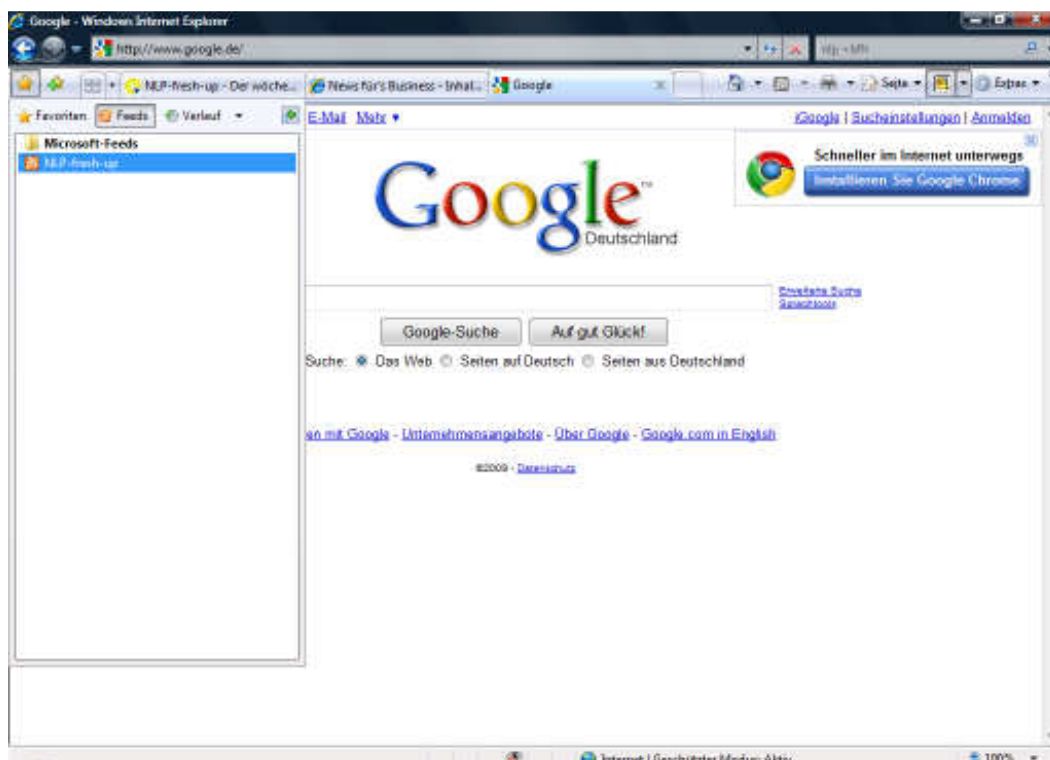 Google - Windows Internet Explorer
http://www.google.de/
NLP-fresh-up - Der wöche...
News für's Business - Inhal...
Google
Seite
Extras
Favoriten
Feeds
Verlauf
E-Mail Mehr ▼
iGoogle | Sucheinstellungen | Anmelden
Microsoft-Feeds
NLP-fresh-up
Schneller im Internet unterwegs
Installieren Sie Google Chrome
Google™
Deutschland
Erweiterte Suche
Sprachtools
Google-Suche
Auf gut Glück!
Suche: Das Web Seiten auf Deutsch Seiten aus Deutschland
en mit Google - Unternehmensangebote - Über Google - Google.com in English
©2009 - Datenschutz
Internet | Geschützter Modus: Aktiv
100%